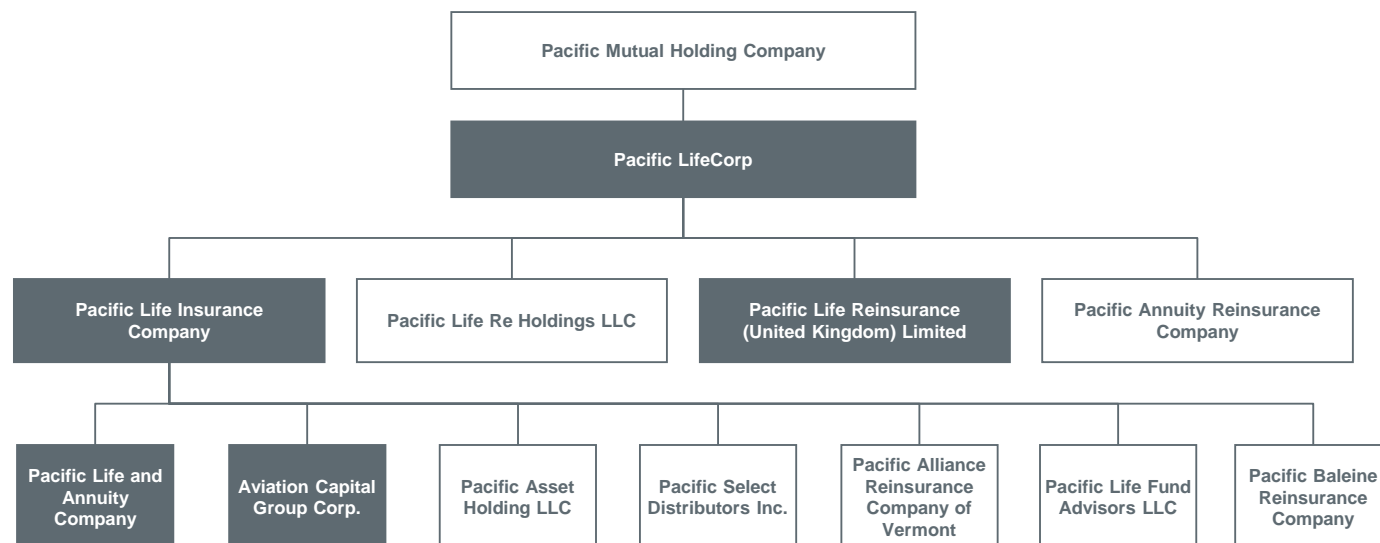 Pacific Mutual Holding Company
Pacific LifeCorp
Pacific Life Insurance
Company
Pacific Life Re Holdings LLC
Pacific Life Reinsurance
(United Kingdom) Limited
Pacific Annuity Reinsurance
Company
Pacific Life and
Annuity
Company
Aviation Capital
Group Corp.
Pacific Asset
Holding LLC
Pacific Select
Distributors Inc.
Pacific Alliance
Reinsurance
Company of
Vermont
Pacific Life Fund
Advisors LLC
Pacific Baleine
Reinsurance
Company